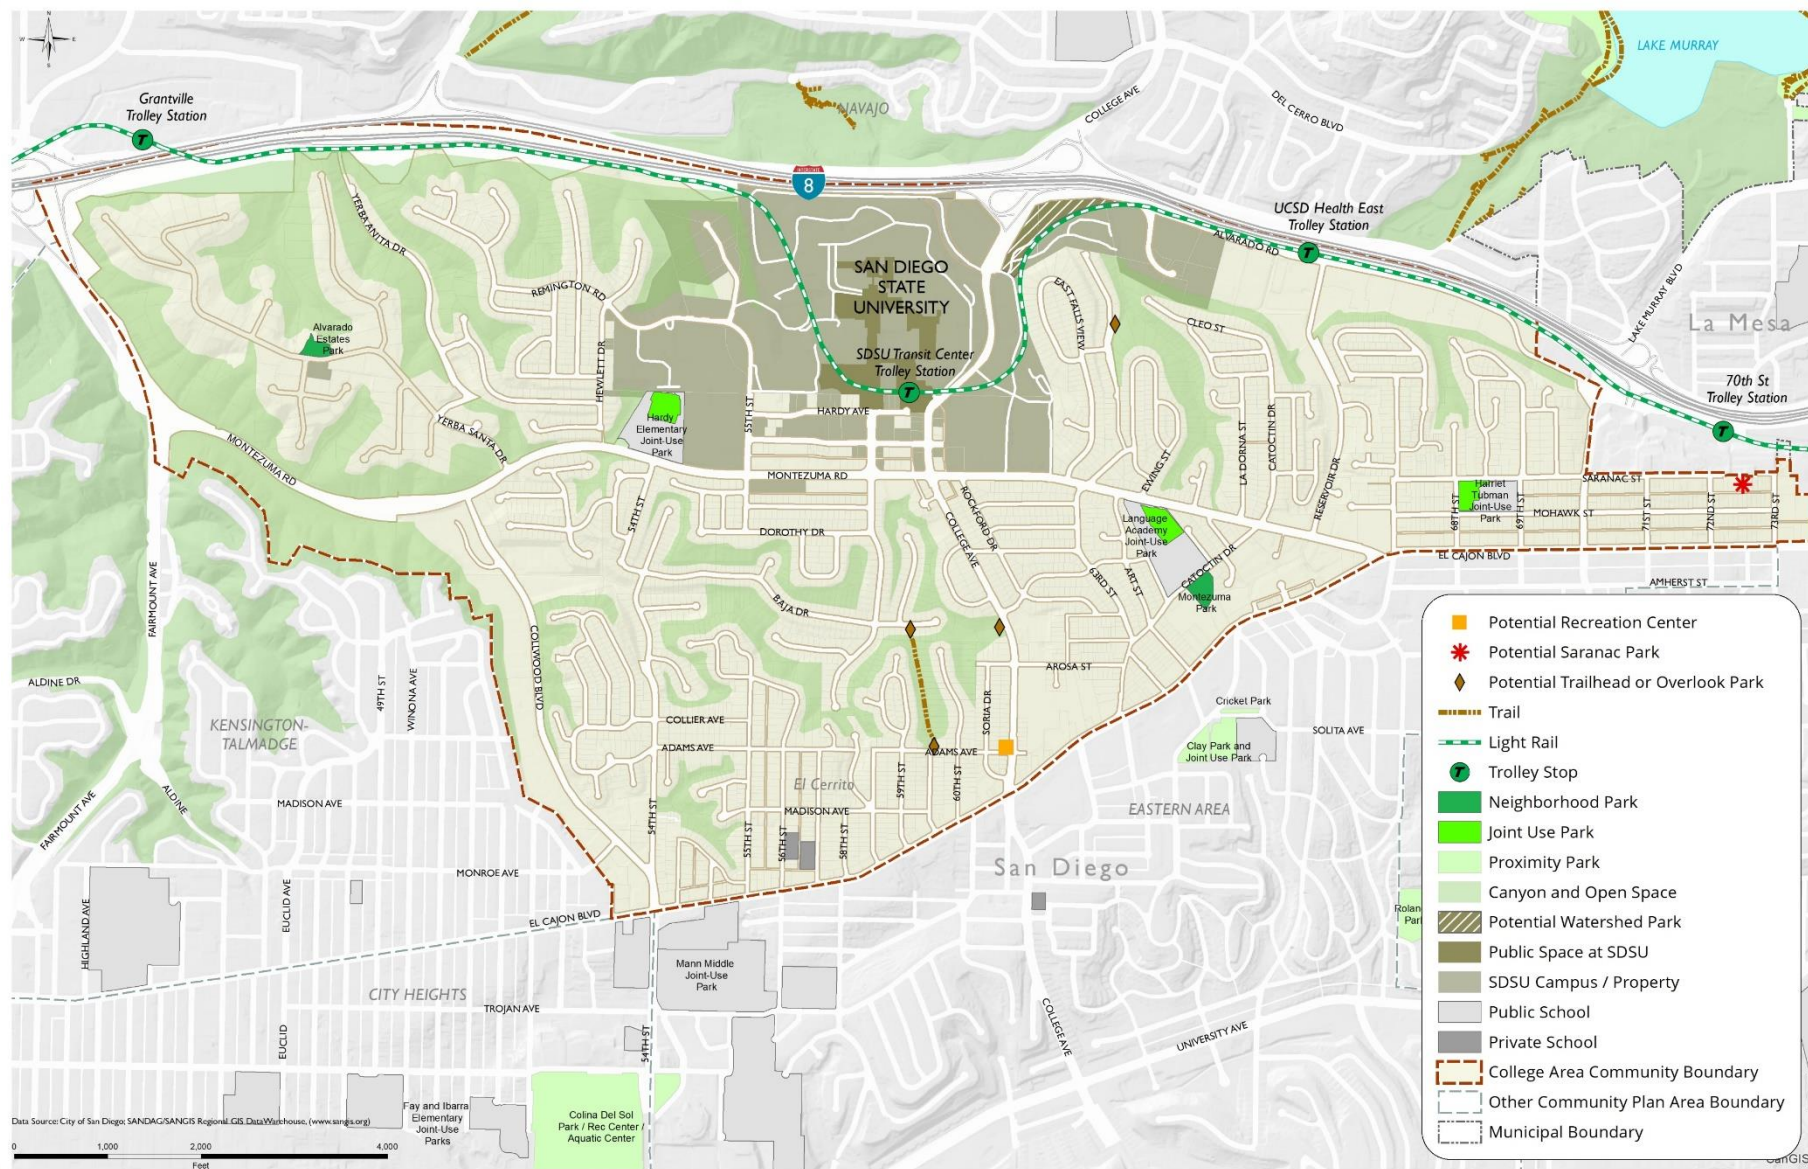 N
W
E
S
Grantville
Trolley Station
NAVAJO
COLLEGE AVE
DEL CERRO BLVD
LAKE MURRAY
8
UCSD Health East
Trolley Station
ALVARADO RD
LAKE MURRAY BLVD
La Mesa
70th St
Trolley Station
YERBA ANITA DR
REMINGTON RD
SAN DIEGO
STATE
UNIVERSITY
EAST FALLS VIEW
CLEO ST
Alvarado
Estates
Park
HEWLETT DR
SDSU Transit Center
Trolley Station
T
T
T
T
Hardy
Elementary
Joint-Use
Park
55TH ST
HARDY AVE
LA DORNA ST
CATOCTIN DR
RESERVOIR DR
YERBA SANTA DR
MONTEZUMA RD
MONTEZUMA RD
EWING ST
SARANAC ST
Harriet
Tubman
Joint-Use
Park
68TH ST
69TH ST
71ST ST
72ND ST
73RD ST
MOHAWK ST
EL CAJON BLVD
AMHERST ST
54TH ST
DOROTHY DR
ROCKFORD DR
COLLEGE AVE
Language
Academy
Joint-Use
Park
CATOCTIN DR
63RD ST
ART ST
Montezuma
Park
BAJA DR
FAIRMOUNT AVE
COLLWOOD BLVD
AROSA ST
ALDINE DR
49TH ST
WINONA AVE
KENSINGTON-
TALMADGE
COLLIER AVE
ADAMS AVE
ADAMS AVE
SORIA DR
Cricket Park
Clay Park and
Joint Use Park
SOLITA AVE
El Cerrito
59TH ST
60TH ST
ALDINE
MADISON AVE
MADISON AVE
EASTERN AREA
FAIRMOUNT AVE
54TH ST
55TH ST
56TH ST
58TH ST
San Diego
MONROE AVE
EUCLID AVE
HIGHLAND AVE
EL CAJON BLVD
Mann Middle
Joint-Use
Park
CITY HEIGHTS
TROJAN AVE
EUCLID
54TH ST
COLLEGE AVE
UNIVERSITY AVE
Fay and Ibarra
Elementary
Joint-Use
Parks
Colina Del Sol
Park / Rec Center /
Aquatic Center
Potential Recreation Center
Potential Saranac Park
Potential Trailhead or Overlook Park
Trail
Light Rail
T
Trolley Stop
Neighborhood Park
Joint Use Park
Proximity Park
Canyon and Open Space
Potential Watershed Park
Public Space at SDSU
SDSU Campus / Property
Public School
Private School
College Area Community Boundary
Other Community Plan Area Boundary
Municipal Boundary
Data Source: City of San Diego; SANDAG/SANGIS Regional GIS Data Warehouse, (www.sangis.org)
0 1,000 2,000 4,000
Feet